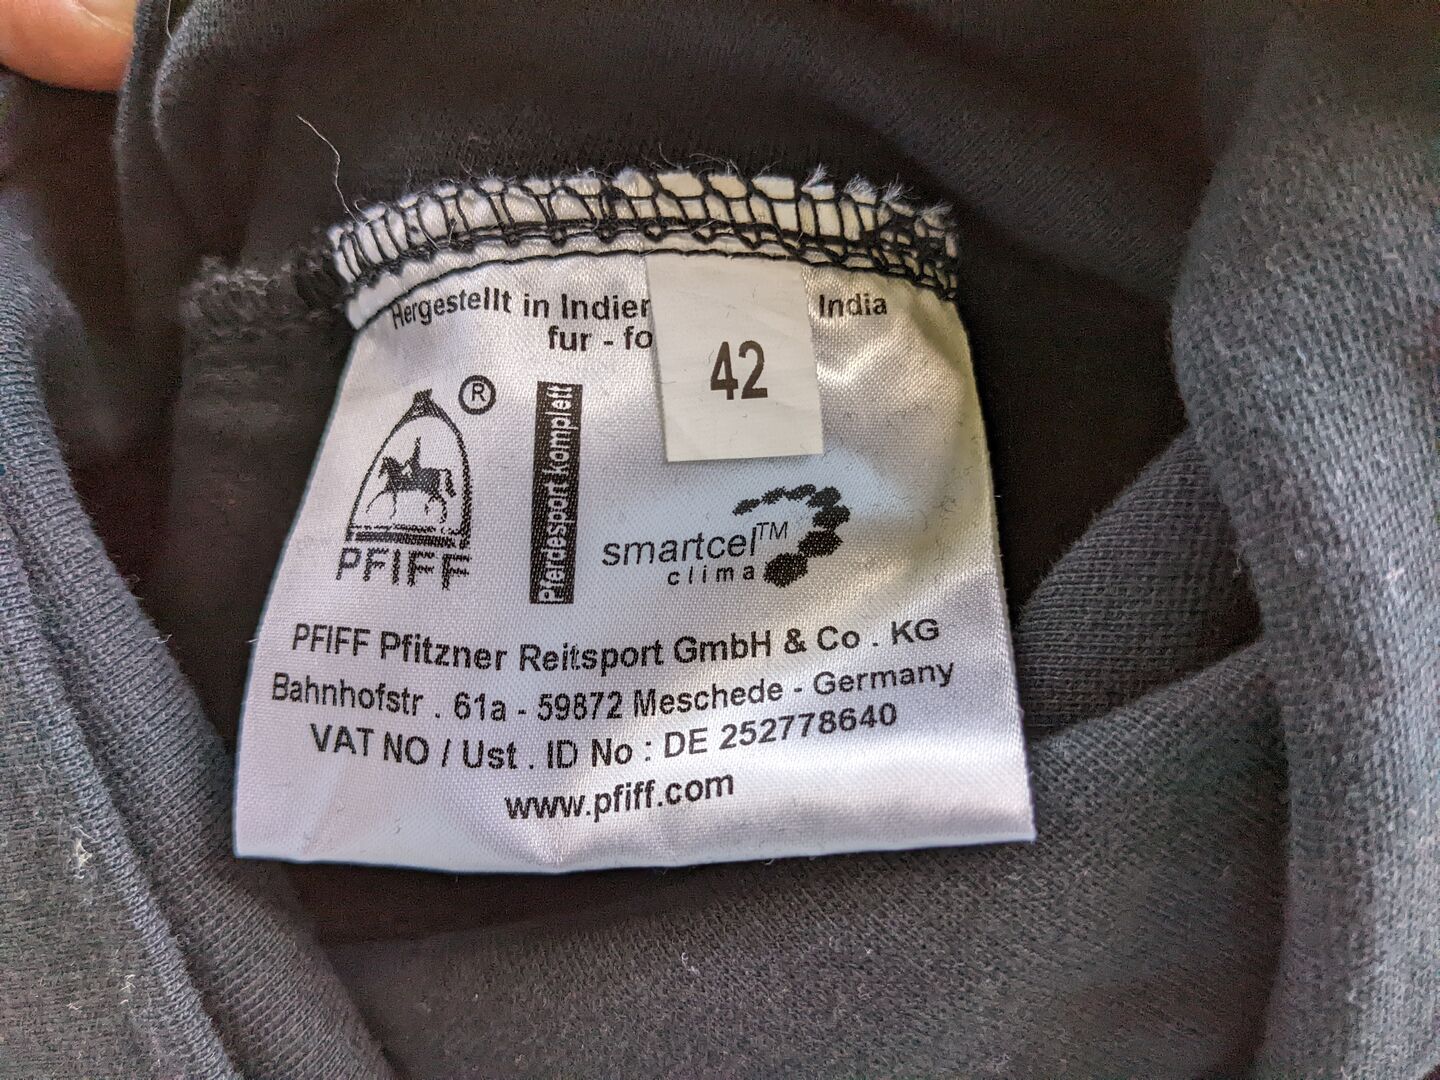 Hergestellt in Indien India
fur - fo
42
®
Pferdesport komplett
PFIFF
smartcel™
clima
PFIFF Pfitzner Reitsport GmbH & Co . KG
Bahnhofstr . 61a - 59872 Meschede - Germany
VAT NO / Ust . ID No : DE 252778640
www.pfiff.com